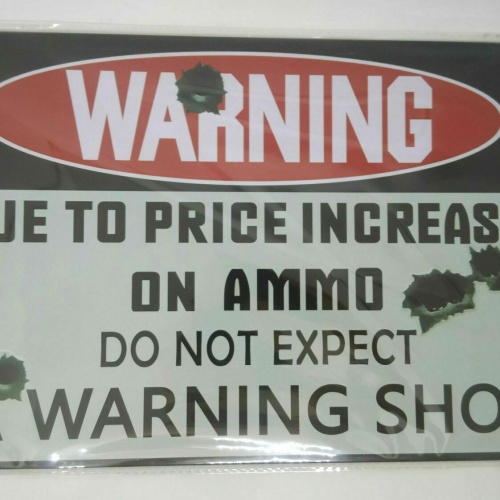 WARNING
UE TO PRICE INCREAS
ON AMMO
DO NOT EXPECT
A WARNING SHO